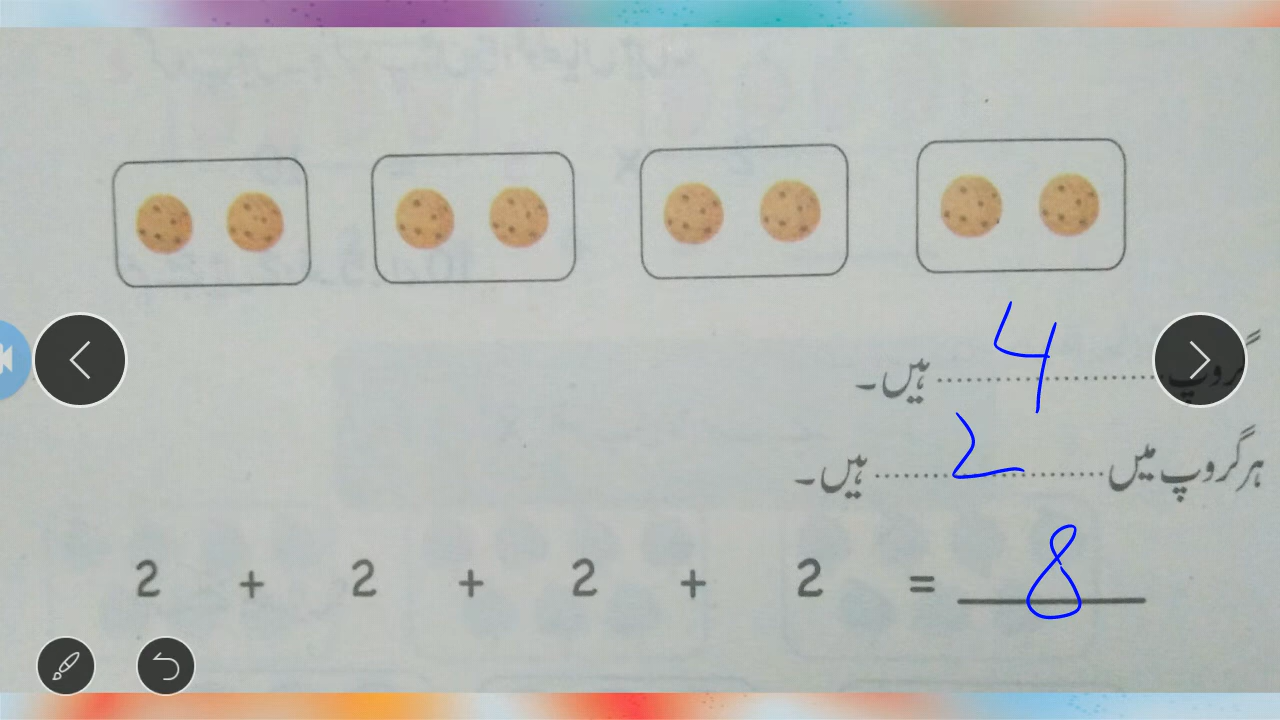 گروپ ........ 4 ........ ہیں۔
ہر گروپ میں ........ 2 ........ ہیں۔
2 + 2 + 2 + 2 = 8